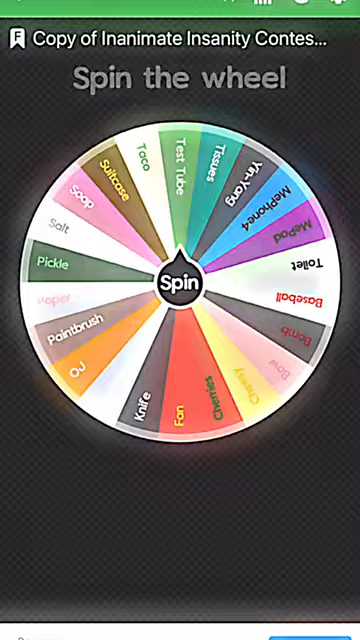 F
Copy of Inanimate Insanity Contes...
Spin the wheel
Test Tube
Tissues
Yin-Yang
MePhone4
MePad
Toilet
Baseball
Bomb
Bow
Cheesy
Cherries
Fan
Knife
OJ
Paintbrush
Paper
Pickle
Salt
Soap
Suitcase
Taco
Spin